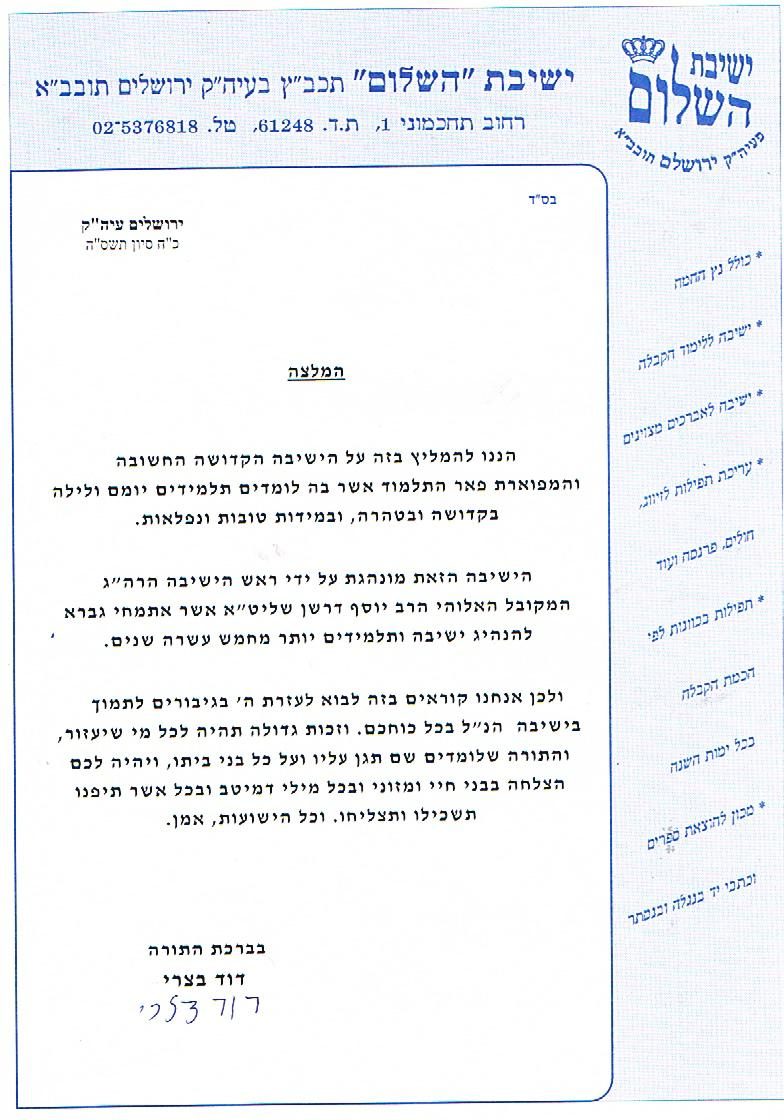 ישיבת
השלום
בעיה"ק ירושלים תובב"א
ישיבת "השלום" תכב"ץ בעיה"ק ירושלים תובב"א
רחוב תחכמוני 1, ת.ד. 61248, טל. 02-5376818
בס"ד
ירושלים עיה"ק
כ"ח סיון תשס"ה
המלצה
הננו להמליץ בזה על הישיבה הקדושה החשובה
והמפוארת פאר התלמוד אשר בה לומדים תלמידים יומם ולילה
בקדושה ובטהרה, ובמידות טובות ונפלאות.
הישיבה הזאת מונהגת על ידי ראש הישיבה הרה"ג
המקובל האלוהי הרב יוסף דרשן שליט"א אשר אתמחי גברא
להנהיג ישיבה ותלמידים יותר מחמש עשרה שנים.
ולכן אנחנו קוראים בזה לבוא לעזרת ה' בגיבורים לתמוך
בישיבה הנ"ל בכל כוחכם. וזכות גדולה תהיה לכל מי שיעזור,
והתורה שלומדים שם תגן עליו ועל כל בני ביתו, ויהיה לכם
הצלחה בבני חיי ומזוני ובכל מילי דמיטב ובכל אשר תיפנו
תשכילו ותצליחו. וכל הישועות, אמן.
בברכת התורה
דוד בצרי
דוד בצרי
* כולל נץ החמה
* ישיבה ללימוד הקבלה
* ישיבה לאברכים מצוינים
* עריכת תפילות לזיווג,
חולים, פרנסה ועוד
* תפילות בכוונות לפי
חכמת הקבלה
בכל ימות השנה
* מכון להוצאת ספרים
וכתבי יד בנגלה ובנסתר